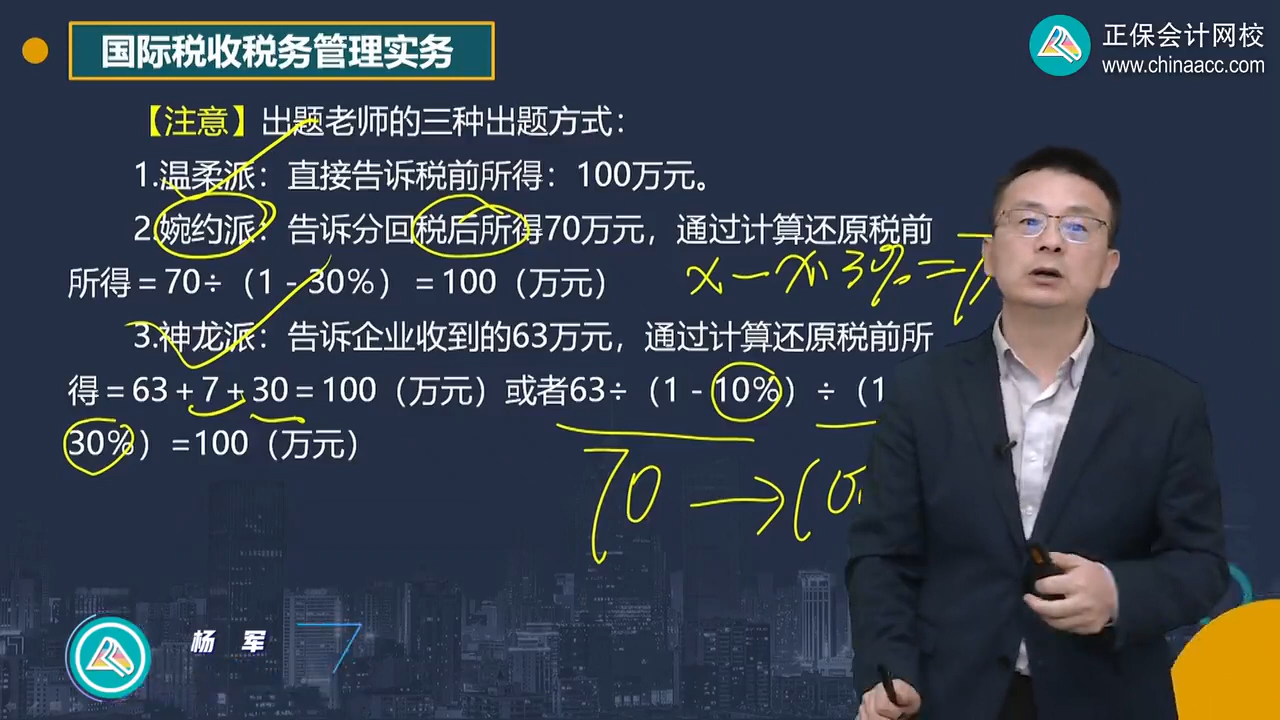 国际税收税务管理实务
正保会计网校
www.chinaacc.com
【注意】出题老师的三种出题方式：
1.温柔派：直接告诉税前所得：100万元。
2.婉约派：告诉分回税后所得70万元，通过计算还原税前
所得＝70÷（1－30%）＝100（万元）
x－x·3%＝7
3.神龙派：告诉企业收到的63万元，通过计算还原税前所
得＝63＋7＋30＝100（万元）或者63÷（1－10%）÷（1
30%）＝100（万元）
70→10
杨 军